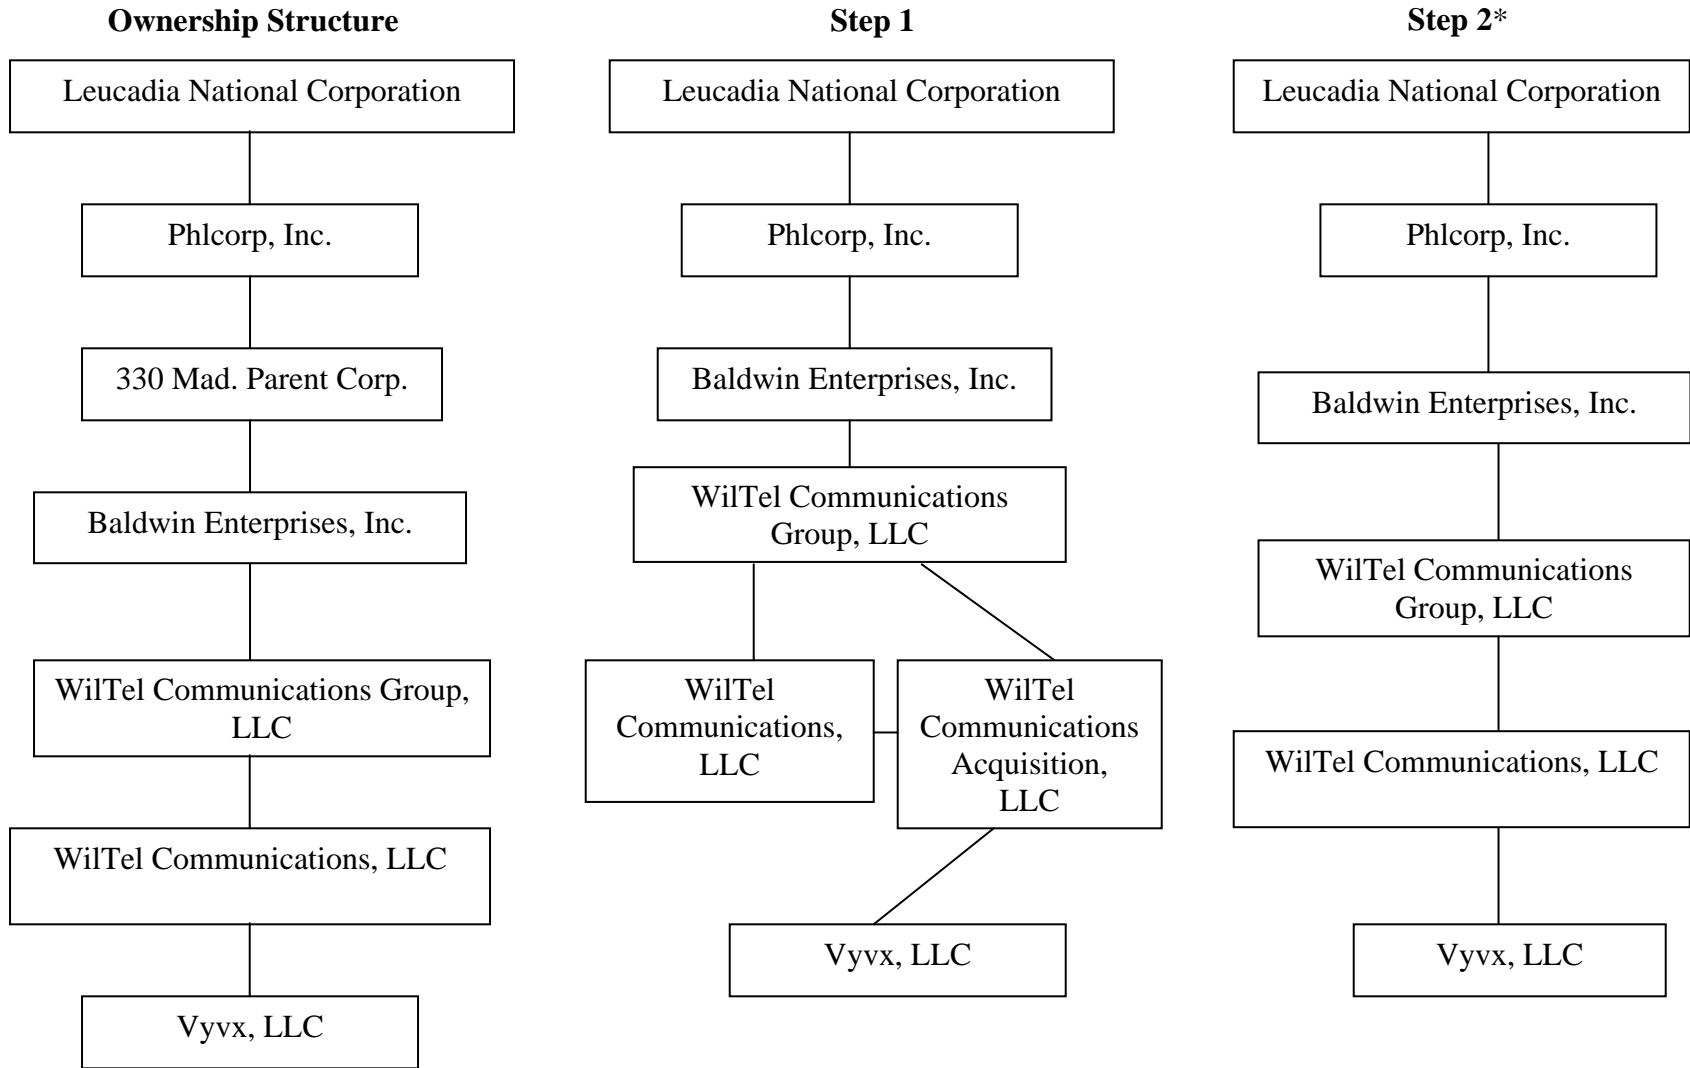 Ownership Structure
Leucadia National Corporation
Phlcorp, Inc.
330 Mad. Parent Corp.
Baldwin Enterprises, Inc.
WilTel Communications Group,
LLC
WilTel Communications, LLC
Vyvx, LLC
Step 1
Leucadia National Corporation
Phlcorp, Inc.
Baldwin Enterprises, Inc.
WilTel Communications
Group, LLC
WilTel
Communications,
LLC
WilTel
Communications
Acquisition,
LLC
Vyvx, LLC
Step 2*
Leucadia National Corporation
Phlcorp, Inc.
Baldwin Enterprises, Inc.
WilTel Communications
Group, LLC
WilTel Communications, LLC
Vyvx, LLC